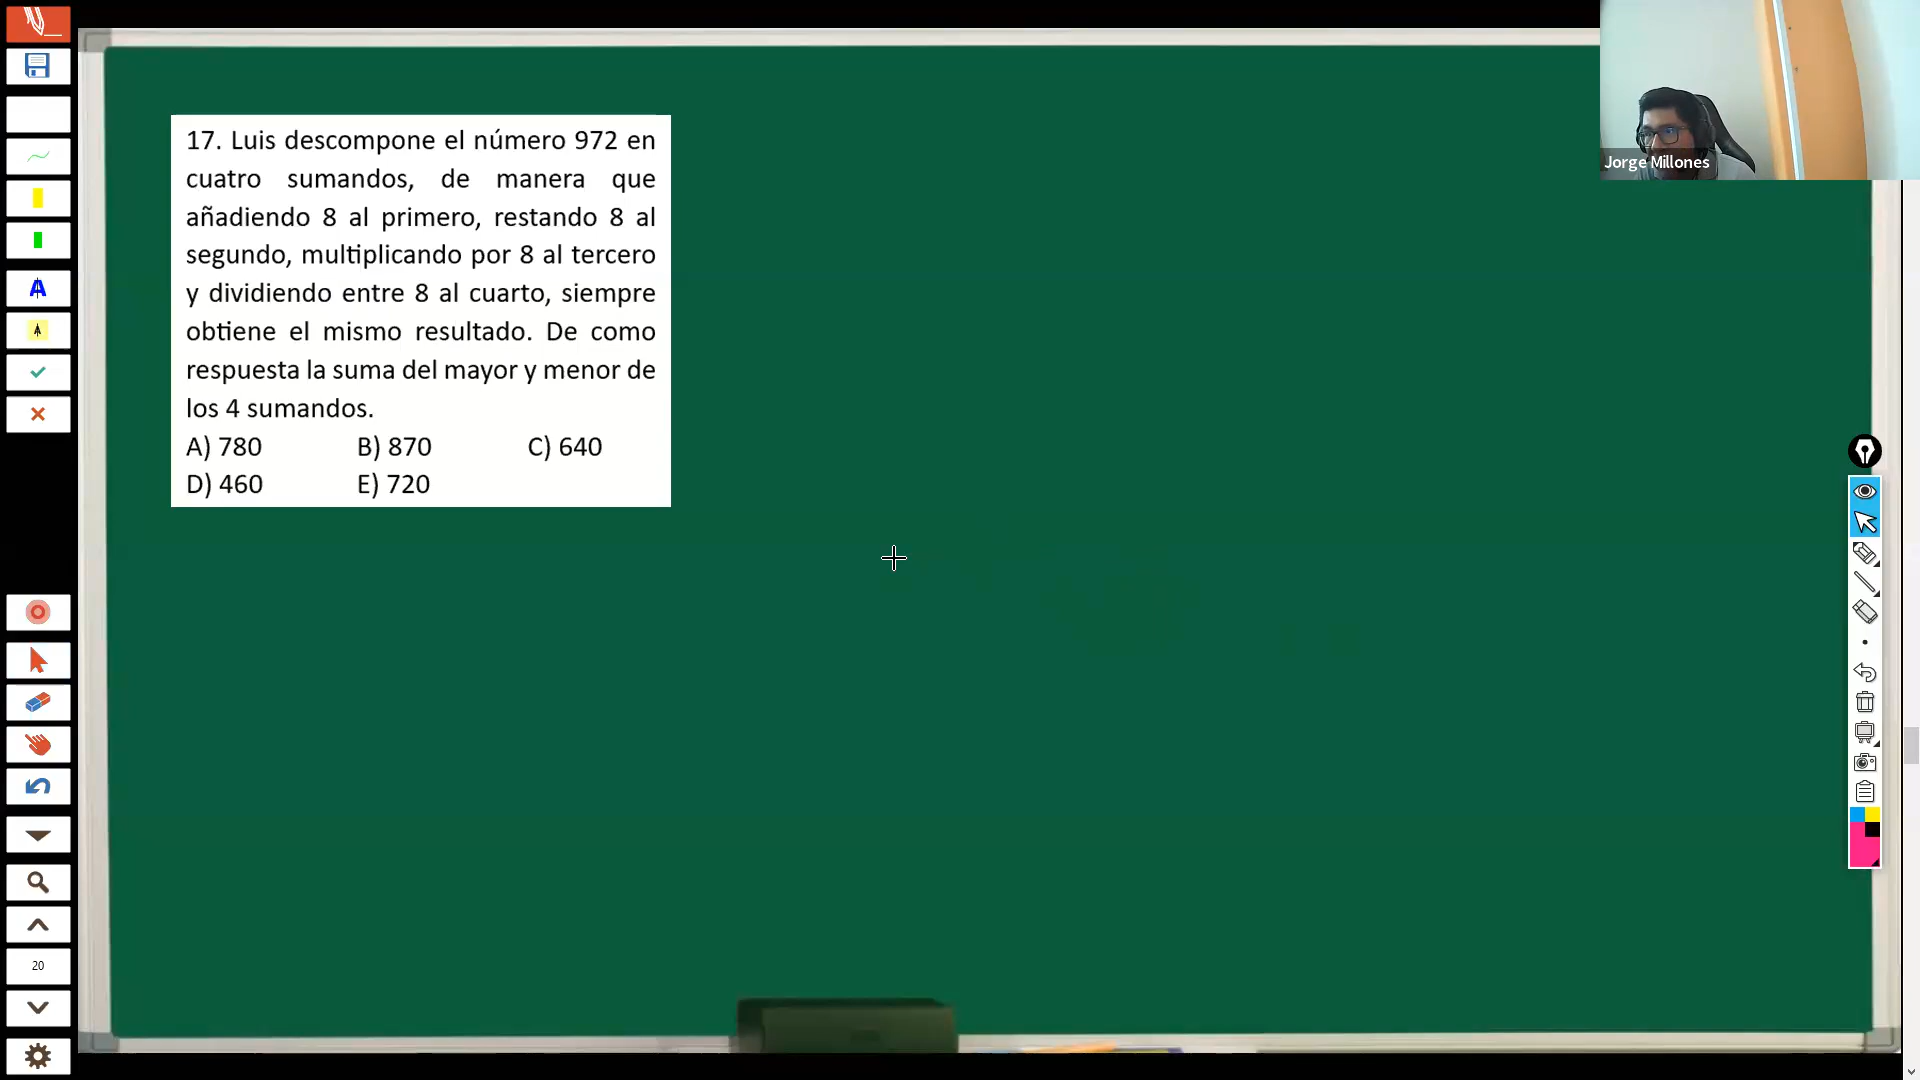 Jorge Millones
17. Luis descompone el número 972 en
cuatro sumandos, de manera que
añadiendo 8 al primero, restando 8 al
segundo, multiplicando por 8 al tercero
y dividiendo entre 8 al cuarto, siempre
obtiene el mismo resultado. De como
respuesta la suma del mayor y menor de
los 4 sumandos.
A) 780 B) 870 C) 640
D) 460 E) 720
20